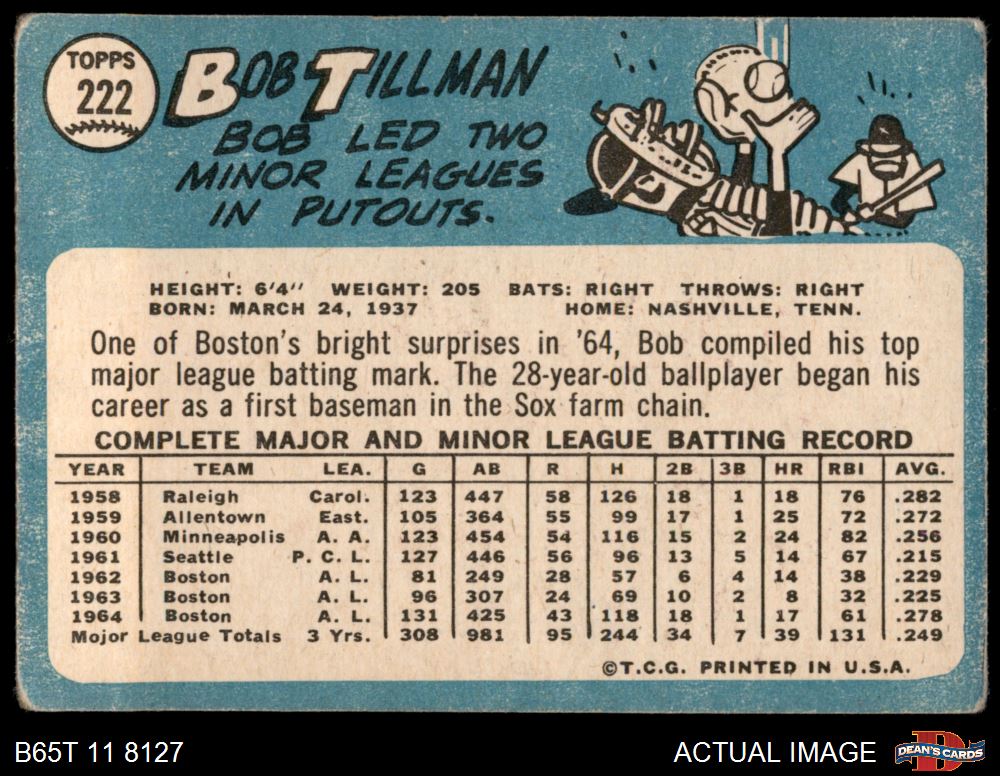 TOPPS
222
BOB TILLMAN
BOB LED TWO
MINOR LEAGUES
IN PUTOUTS.
HEIGHT: 6'4" WEIGHT: 205 BATS: RIGHT THROWS: RIGHT
BORN: MARCH 24, 1937 HOME: NASHVILLE, TENN.
One of Boston's bright surprises in '64, Bob compiled his top
major league batting mark. The 28-year-old ballplayer began his
career as a first baseman in the Sox farm chain.
COMPLETE MAJOR AND MINOR LEAGUE BATTING RECORD
YEAR TEAM LEA. G AB R H 2B 3B HR RBI AVG.
1958 Raleigh Carol. 123 447 58 126 18 1 18 76 .282
1959 Allentown East. 105 364 55 99 17 1 25 72 .272
1960 Minneapolis A. A. 123 454 54 116 15 2 24 82 .256
1961 Seattle P. C. L. 127 446 56 96 13 5 14 67 .215
1962 Boston A. L. 81 249 28 57 6 4 14 38 .229
1963 Boston A. L. 96 307 24 69 10 2 8 32 .225
1964 Boston A. L. 131 425 43 118 18 1 17 61 .278
Major League Totals 3 Yrs. 308 981 95 244 34 7 39 131 .249
©T.C.G. PRINTED IN U.S.A.
B65T 11 8127 ACTUAL IMAGE DEAN'S CARDS